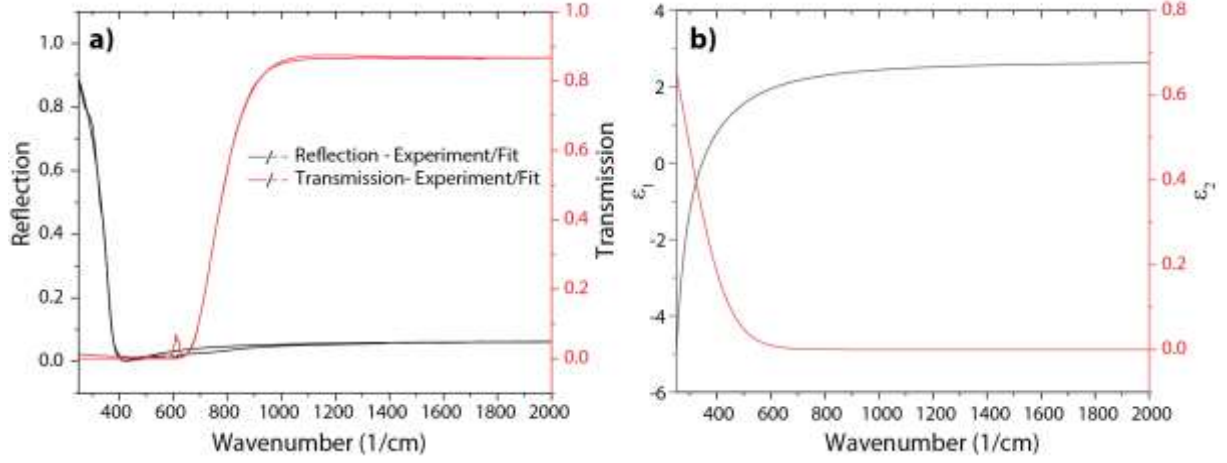 a)
1.0
0.8
0.6
0.4
0.2
0.0
Reflection
1.0
0.8
0.6
0.4
0.2
0.0
Transmission
Reflection - Experiment/Fit
Transmission- Experiment/Fit
400 600 800 1000 1200 1400 1600 1800 2000
Wavenumber (1/cm)
b)
4
2
0
-2
-4
-6
ε1
0.8
0.6
0.4
0.2
0.0
ε2
400 600 800 1000 1200 1400 1600 1800 2000
Wavenumber (1/cm)